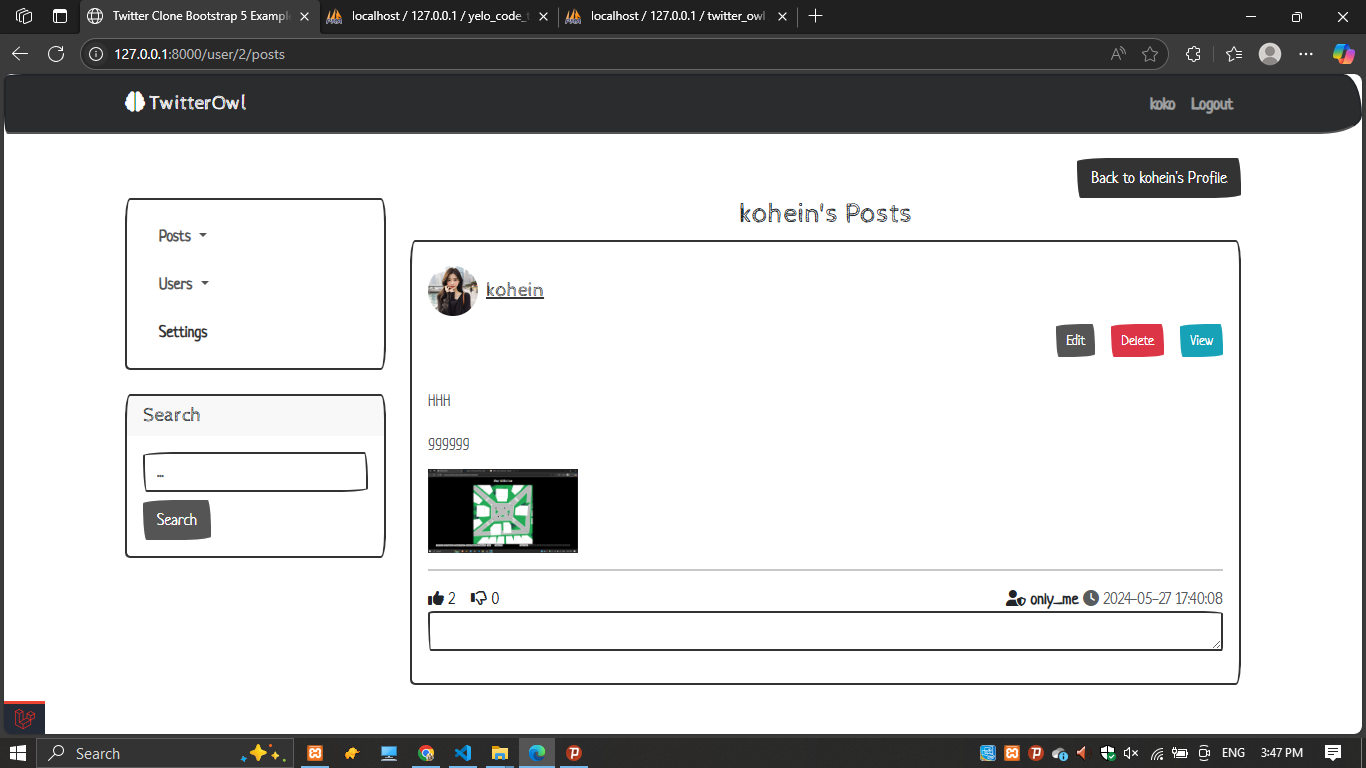 Twitter Clone Bootstrap 5 Example
localhost / 127.0.0.1 / yelo_code_
localhost / 127.0.0.1 / twitter_owl
127.0.0.1:8000/user/2/posts
TwitterOwl
koko
Logout
Back to kohein's Profile
Posts
Users
Settings
Search
...
Search
kohein's Posts
kohein
Edit
Delete
View
HHH
gggggg
2
0
only_me
2024-05-27 17:40:08
Search
ENG
3:47 PM